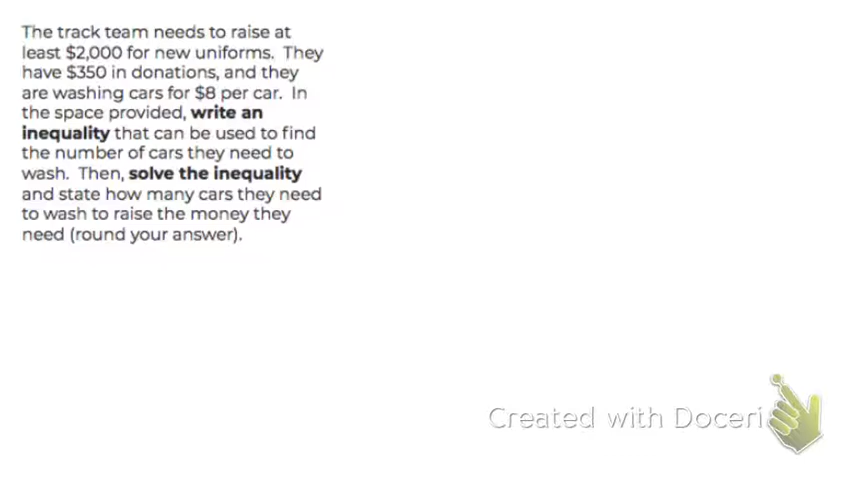 The track team needs to raise at
least $2,000 for new uniforms. They
have $350 in donations, and they
are washing cars for $8 per car. In
the space provided, write an
inequality that can be used to find
the number of cars they need to
wash. Then, solve the inequality
and state how many cars they need
to wash to raise the money they
need (round your answer).
Created with Doceri